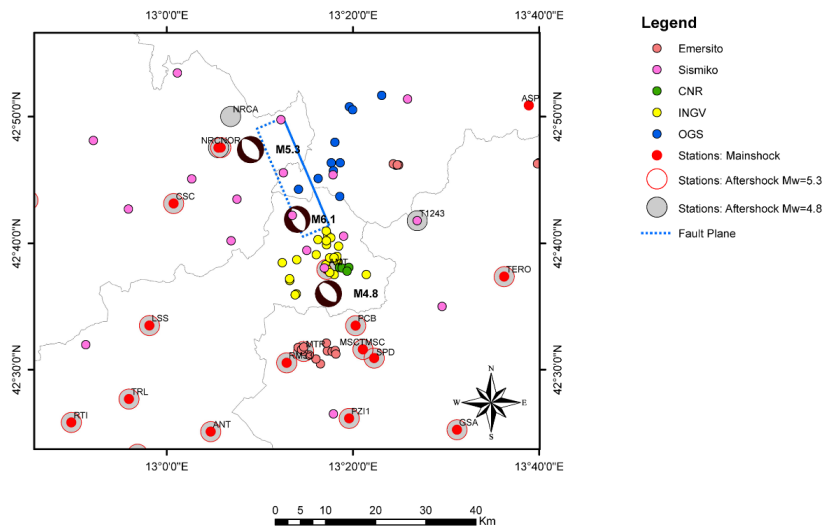 13°0'0"E 13°20'0"E 13°40'0"E
Legend
Emersito
Sismiko
CNR
INGV
OGS
Stations: Mainshock
Stations: Aftershock Mw=5.3
Stations: Aftershock Mw=4.8
Fault Plane
ASP
NRCA
42°50'0"N 42°50'0"N
M5.3
CSC
T1243
M6.1
42°40'0"N 42°40'0"N
TERO
M4.8
LSS
FCB
MTR
MSCTMSC
SPD
RM33
42°30'0"N 42°30'0"N
N
W E
S
TRL
RTI
PZI1
ANT
GSA
13°0'0"E 13°20'0"E 13°40'0"E
0 5 10 20 30 40
Km